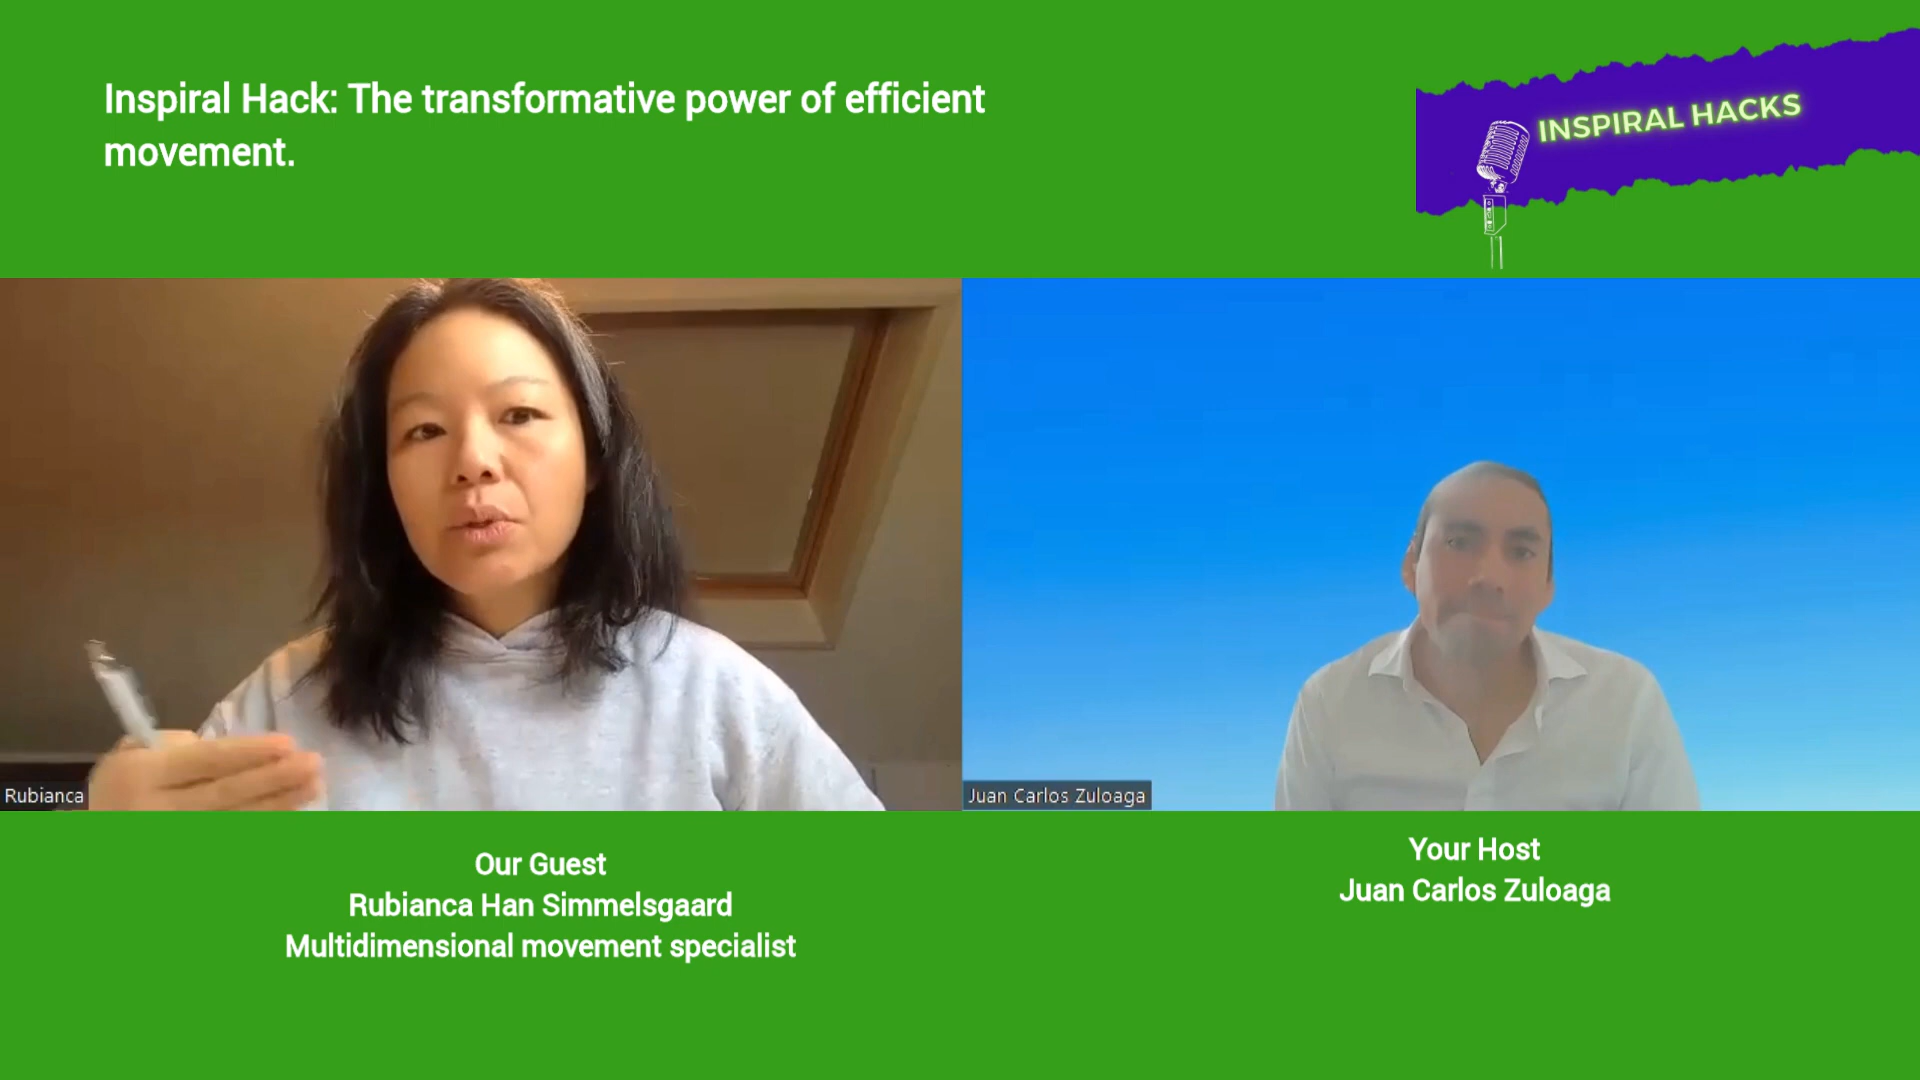 Inspiral Hack: The transformative power of efficient
movement.
INSPIRAL HACKS
Rubianca
Juan Carlos Zuloaga
Our Guest
Rubianca Han Simmelsgaard
Multidimensional movement specialist
Your Host
Juan Carlos Zuloaga